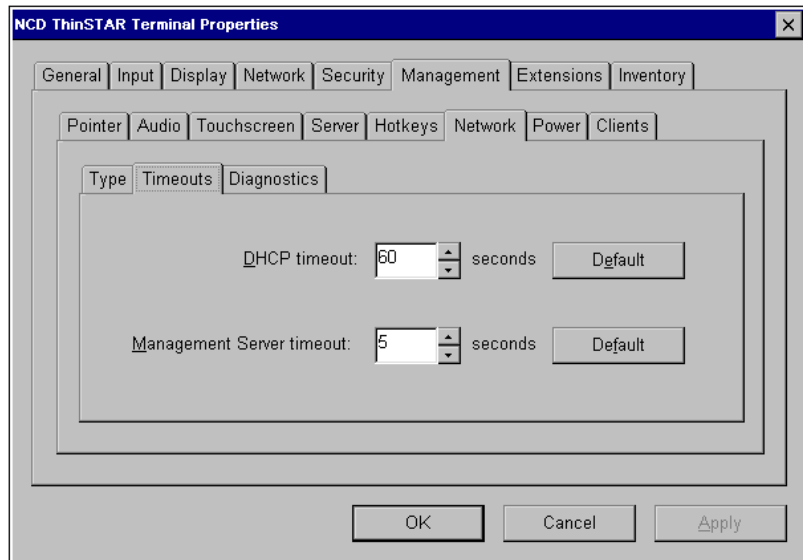 NCD ThinSTAR Terminal Properties
General Input Display Network Security Management Extensions Inventory
Pointer Audio Touchscreen Server Hotkeys Network Power Clients
Type Timeouts Diagnostics
DHCP timeout: 60 seconds Default
Management Server timeout: 5 seconds Default
OK Cancel Apply